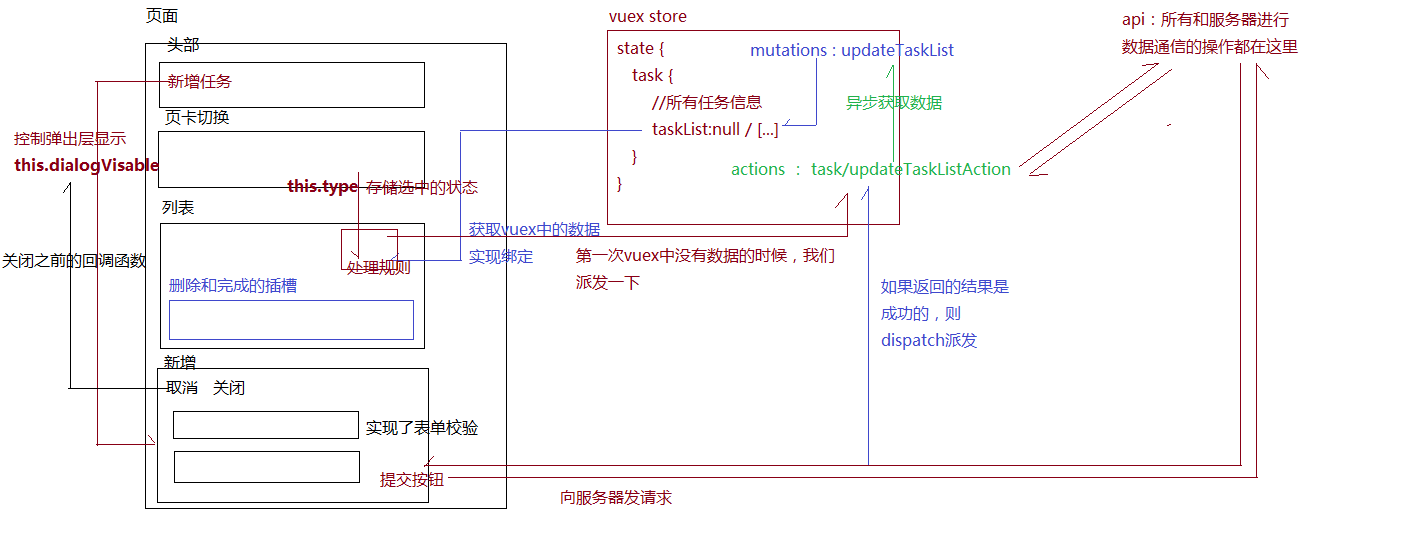 页面
头部
新增任务
页卡切换
控制弹出层显示
this.dialogVisable
this.type 存储选中的状态
列表
关闭之前的回调函数
处理规则
删除和完成的插槽
新增
取消 关闭
实现了表单校验
提交按钮
向服务器发请求
获取vuex中的数据
实现绑定
vuex store
state {
task {
//所有任务信息
taskList:null / [...]
}
}
mutations : updateTaskList
异步获取数据
actions : task/updateTaskListAction
第一次vuex中没有数据的时候，我们
派发一下
如果返回的结果是
成功的，则
dispatch派发
api：所有和服务器进行
数据通信的操作都在这里